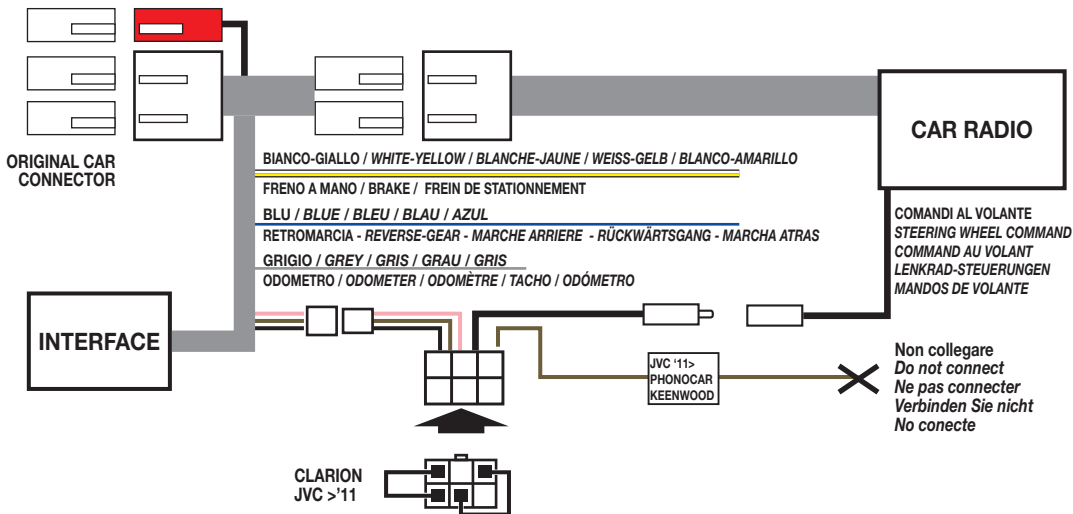 ORIGINAL CAR
CONNECTOR
CAR RADIO
BIANCO-GIALLO / WHITE-YELLOW / BLANCHE-JAUNE / WEISS-GELB / BLANCO-AMARILLO
FRENO A MANO / BRAKE / FREIN DE STATIONNEMENT
BLU / BLUE / BLEU / BLAU / AZUL
RETROMARCIA - REVERSE-GEAR - MARCHE ARRIERE - RÜCKWÄRTSGANG - MARCHA ATRAS
GRIGIO / GREY / GRIS / GRAU / GRIS
ODOMETRO / ODOMETER / ODOMÈTRE / TACHO / ODÓMETRO
COMANDI AL VOLANTE
STEERING WHEEL COMMAND
COMMAND AU VOLANT
LENKRAD-STEUERUNGEN
MANDOS DE VOLANTE
INTERFACE
JVC '11>
PHONOCAR
KEENWOOD
Non collegare
Do not connect
Ne pas connecter
Verbinden Sie nicht
No conecte
CLARION
JVC >'11